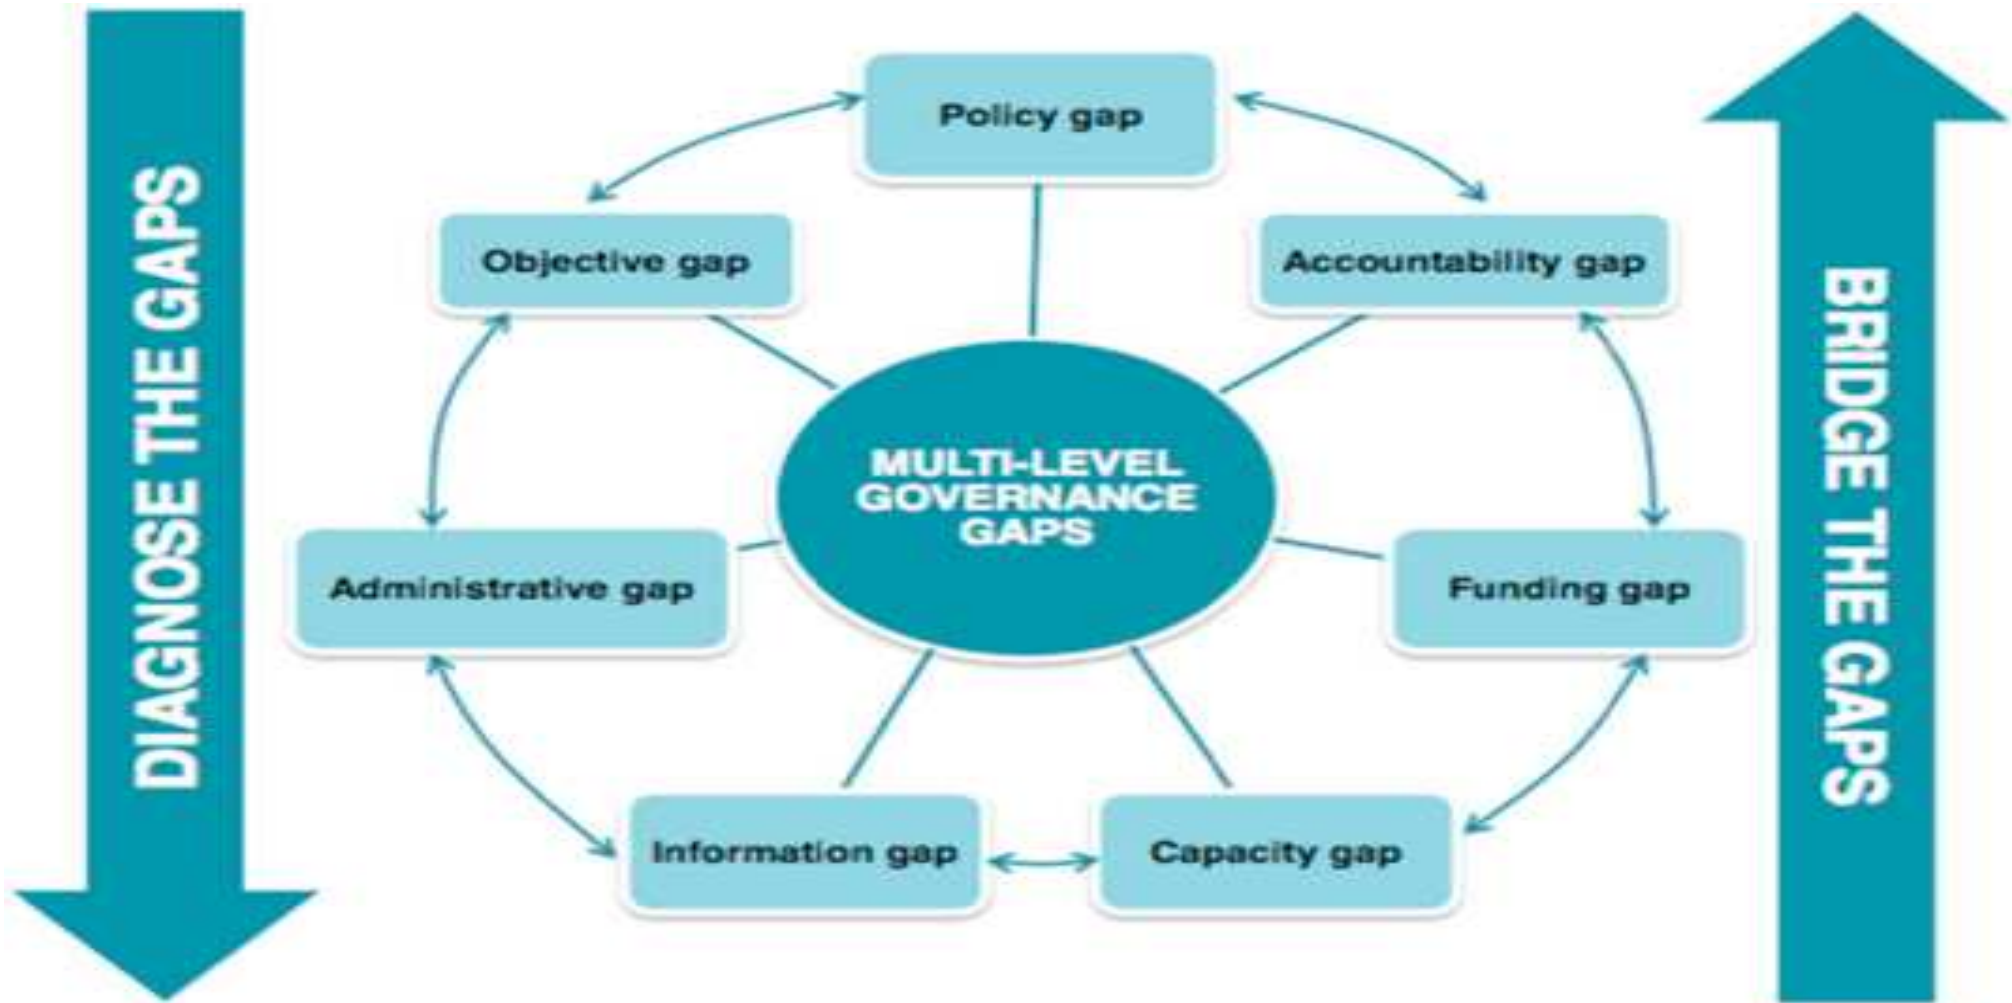 DIAGNOSE THE GAPS
Policy gap
Objective gap
Accountability gap
MULTI-LEVEL
GOVERNANCE
GAPS
Administrative gap
Funding gap
Information gap
Capacity gap
BRIDGE THE GAPS